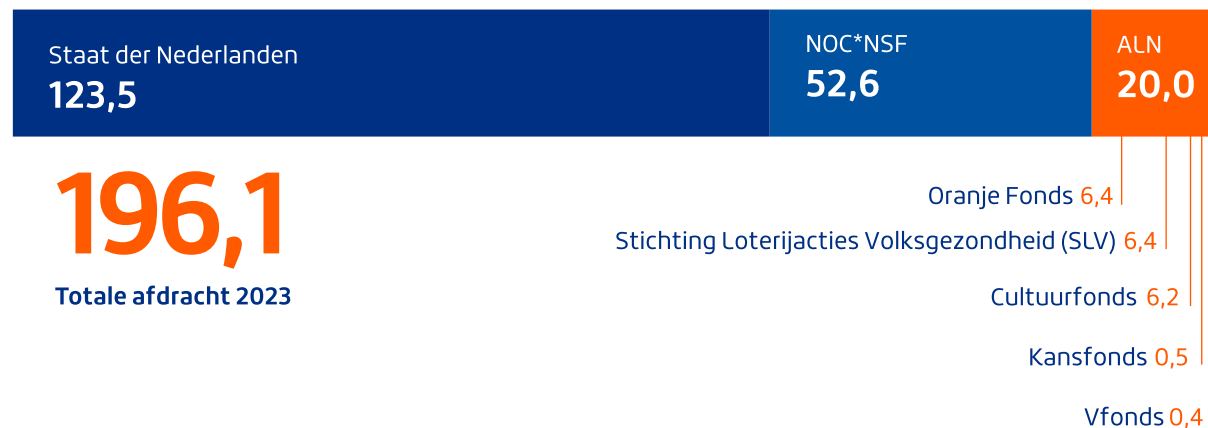 Staat der Nederlanden
123,5
NOC*NSF
52,6
ALN
20,0
196,1
Totale afdracht 2023
Oranje Fonds 6,4
Stichting Loterijacties Volksgezondheid (SLV) 6,4
Cultuurfonds 6,2
Kansfonds 0,5
Vfonds 0,4